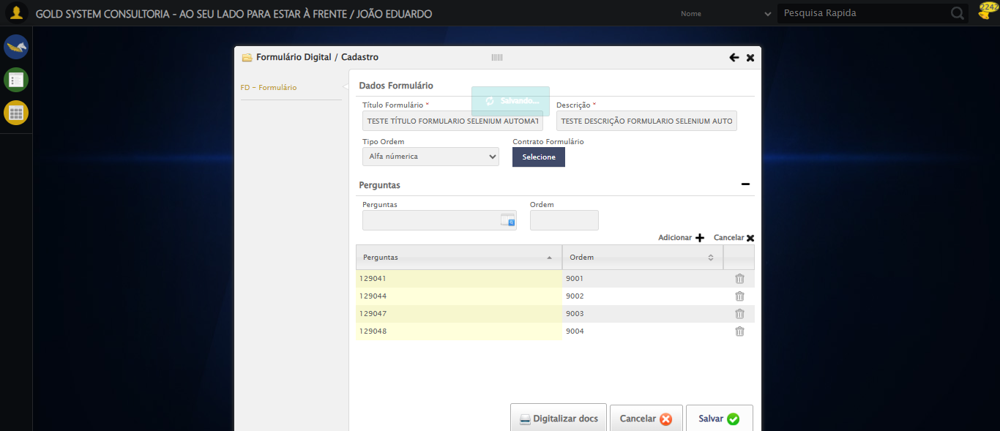 GOLD SYSTEM CONSULTORIA - AO SEU LADO PARA ESTAR À FRENTE / JOÃO EDUARDO
Nome
Pesquisa Rapida
2242
Formulário Digital / Cadastro
FD - Formulário
Dados Formulário
Salvando...
Título Formulário *
Descrição *
TESTE TÍTULO FORMULARIO SELENIUM AUTOMAT
TESTE DESCRIÇÃO FORMULARIO SELENIUM AUTO
Tipo Ordem
Contrato Formulário
Alfa númerica
Selecione
Perguntas
Perguntas
Ordem
Adicionar
Cancelar
Perguntas
Ordem
129041
9001
129044
9002
129047
9003
129048
9004
Digitalizar docs
Cancelar
Salvar